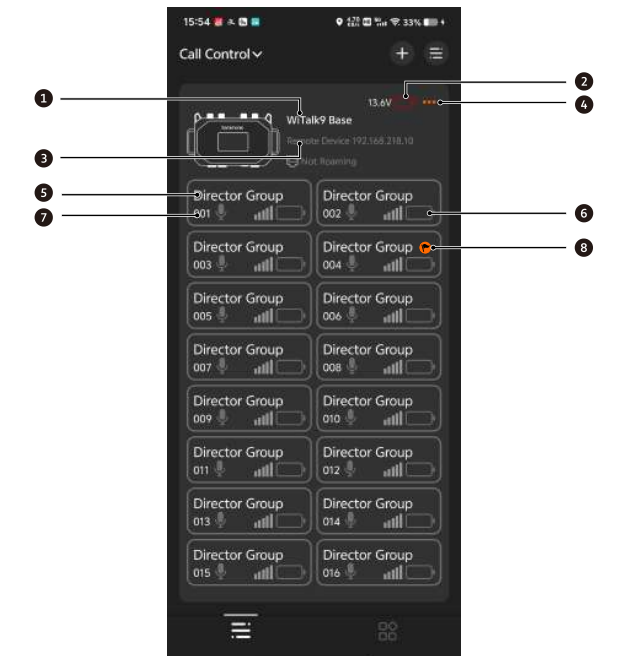 15:54 33%
Call Control
1
2
13.6V
4
WiTalk9 Base
3
Remote Device 192.168.218.10
Not Roaming
5
Director Group
Director Group
7
001
002
6
Director Group
Director Group
8
003
004
Director Group
Director Group
005
006
Director Group
Director Group
007
008
Director Group
Director Group
009
010
Director Group
Director Group
011
012
Director Group
Director Group
013
014
Director Group
Director Group
015
016